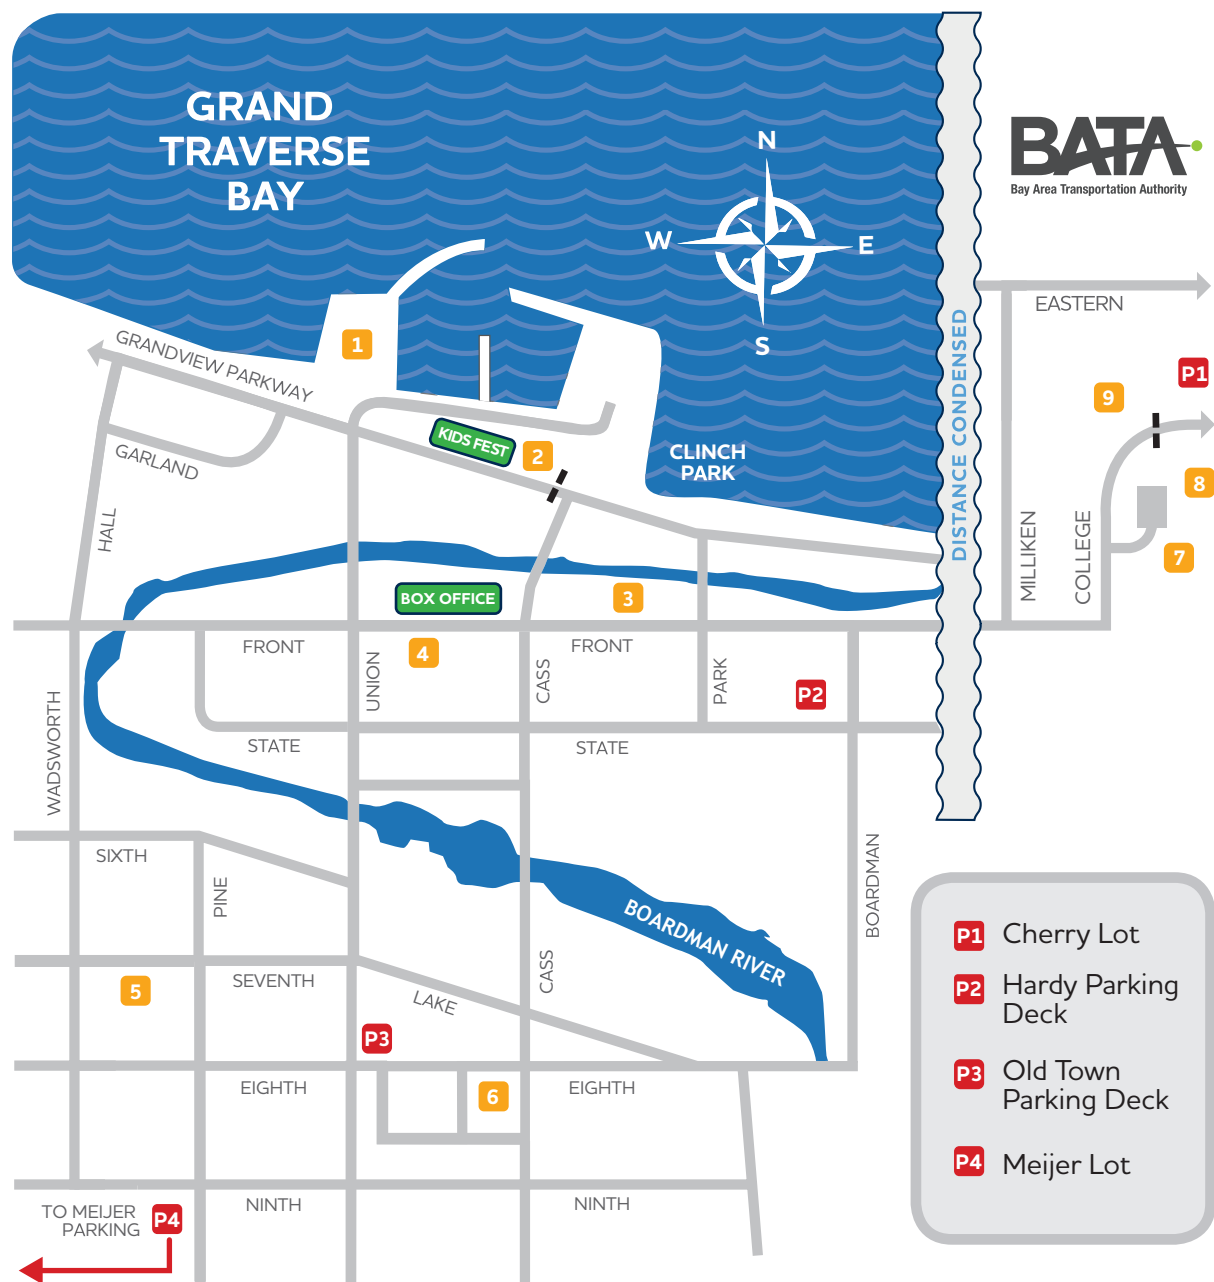 GRAND
TRAVERSE
BAY
N
W
E
S
BATA
Bay Area Transportation Authority
EASTERN
DISTANCE CONDENSED
1
GRANDVIEW PARKWAY
P1
9
KIDS FEST
2
CLINCH
PARK
GARLAND
8
HALL
MILLIKEN
COLLEGE
7
BOX OFFICE
3
FRONT
4
FRONT
UNION
CASS
PARK
P2
WADSWORTH
STATE
STATE
SIXTH
PINE
BOARDMAN
BOARDMAN RIVER
5
SEVENTH
LAKE
CASS
P3
EIGHTH
6
EIGHTH
NINTH
NINTH
TO MEIJER
PARKING
P4
P1 Cherry Lot
P2 Hardy Parking
Deck
P3 Old Town
Parking Deck
P4 Meijer Lot